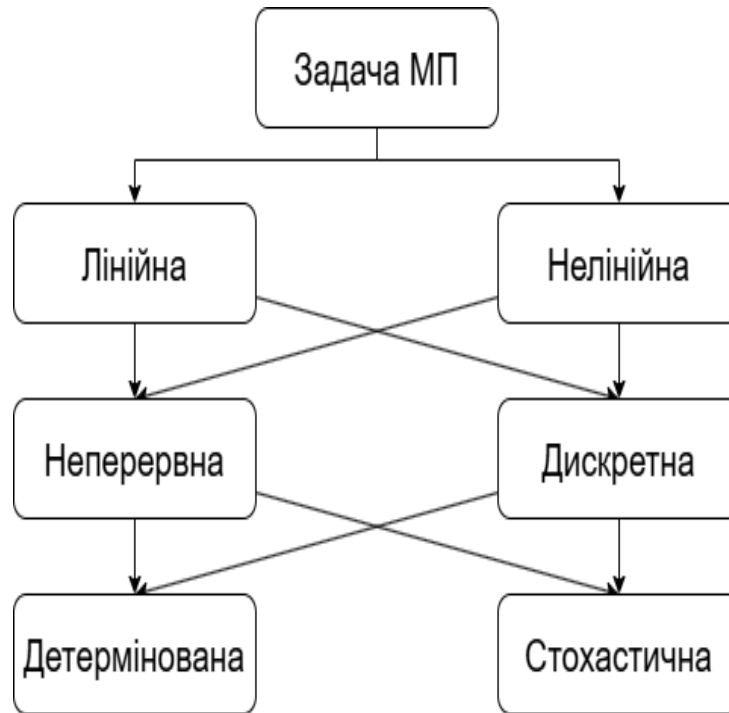 Задача МП
Лінійна
Нелінійна
Неперервна
Дискретна
Детермінована
Стохастична